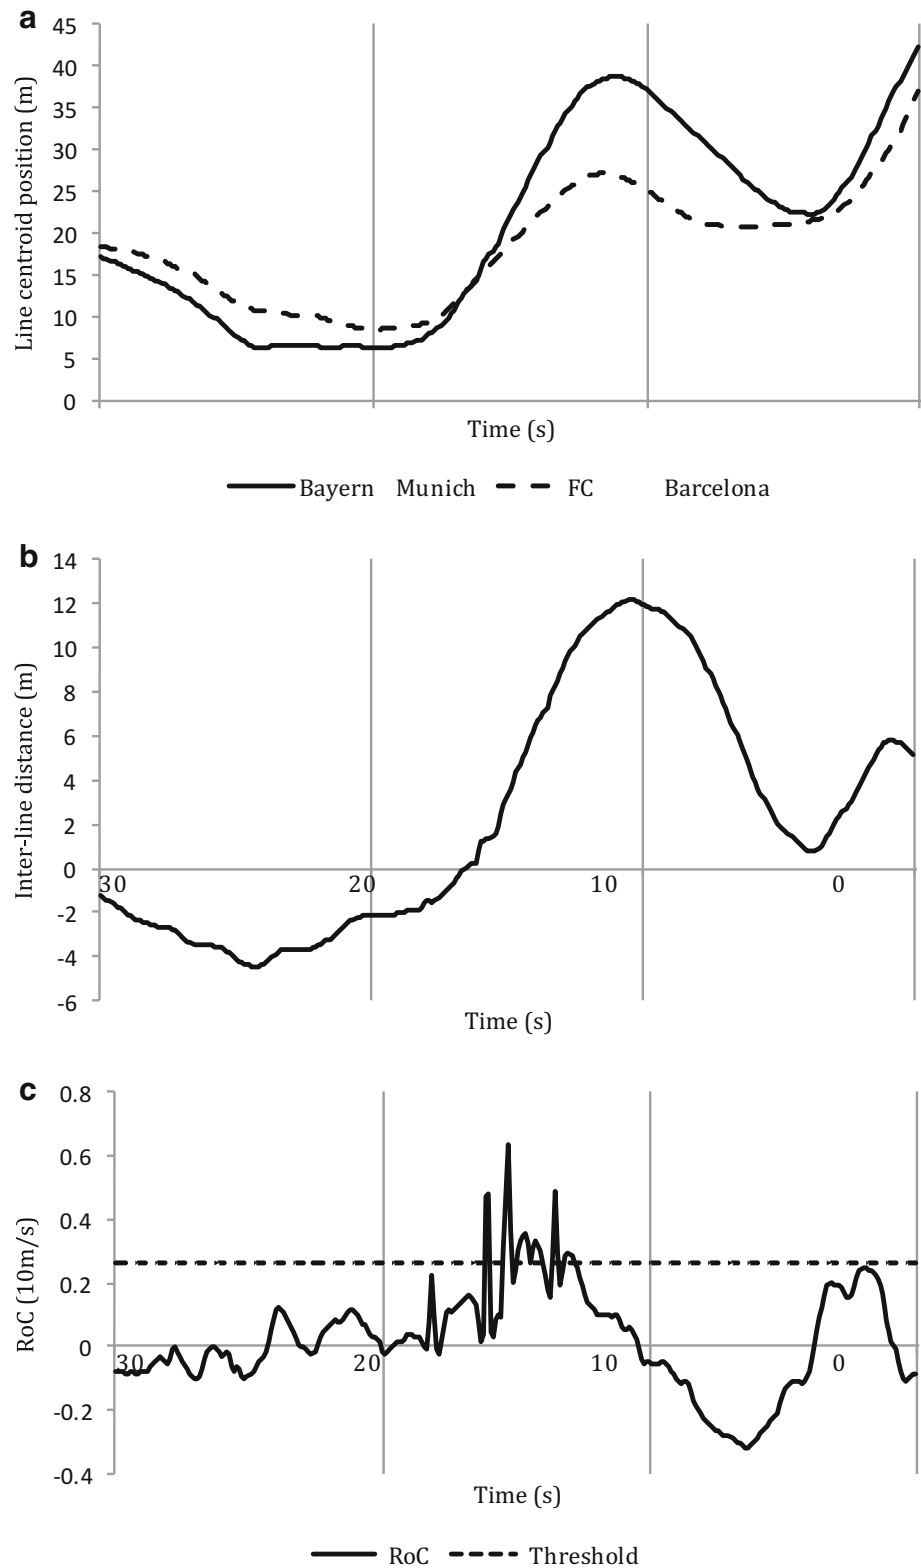 a
45
40
35
30
25
20
15
10
5
0
Line centroid position (m)
Time (s)
Bayern Munich FC Barcelona
b
14
12
10
8
6
4
2
0
-2
-4
-6
Inter-line distance (m)
30 20 10 0
Time (s)
c
0.8
0.6
0.4
0.2
0
-0.2
-0.4
RoC (10m/s)
30 20 10 0
Time (s)
RoC Threshold